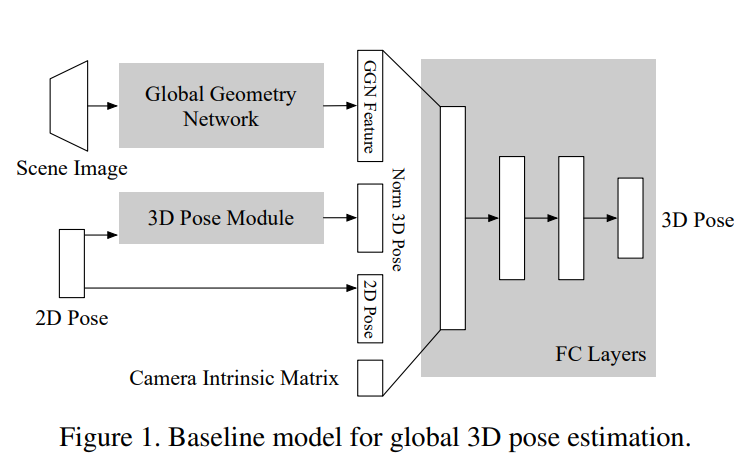 Global Geometry
Network
GGN Feature
Scene Image
3D Pose Module
Norm 3D Pose
3D Pose
2D Pose
2D Pose
FC Layers
Camera Intrinsic Matrix
Figure 1. Baseline model for global 3D pose estimation.